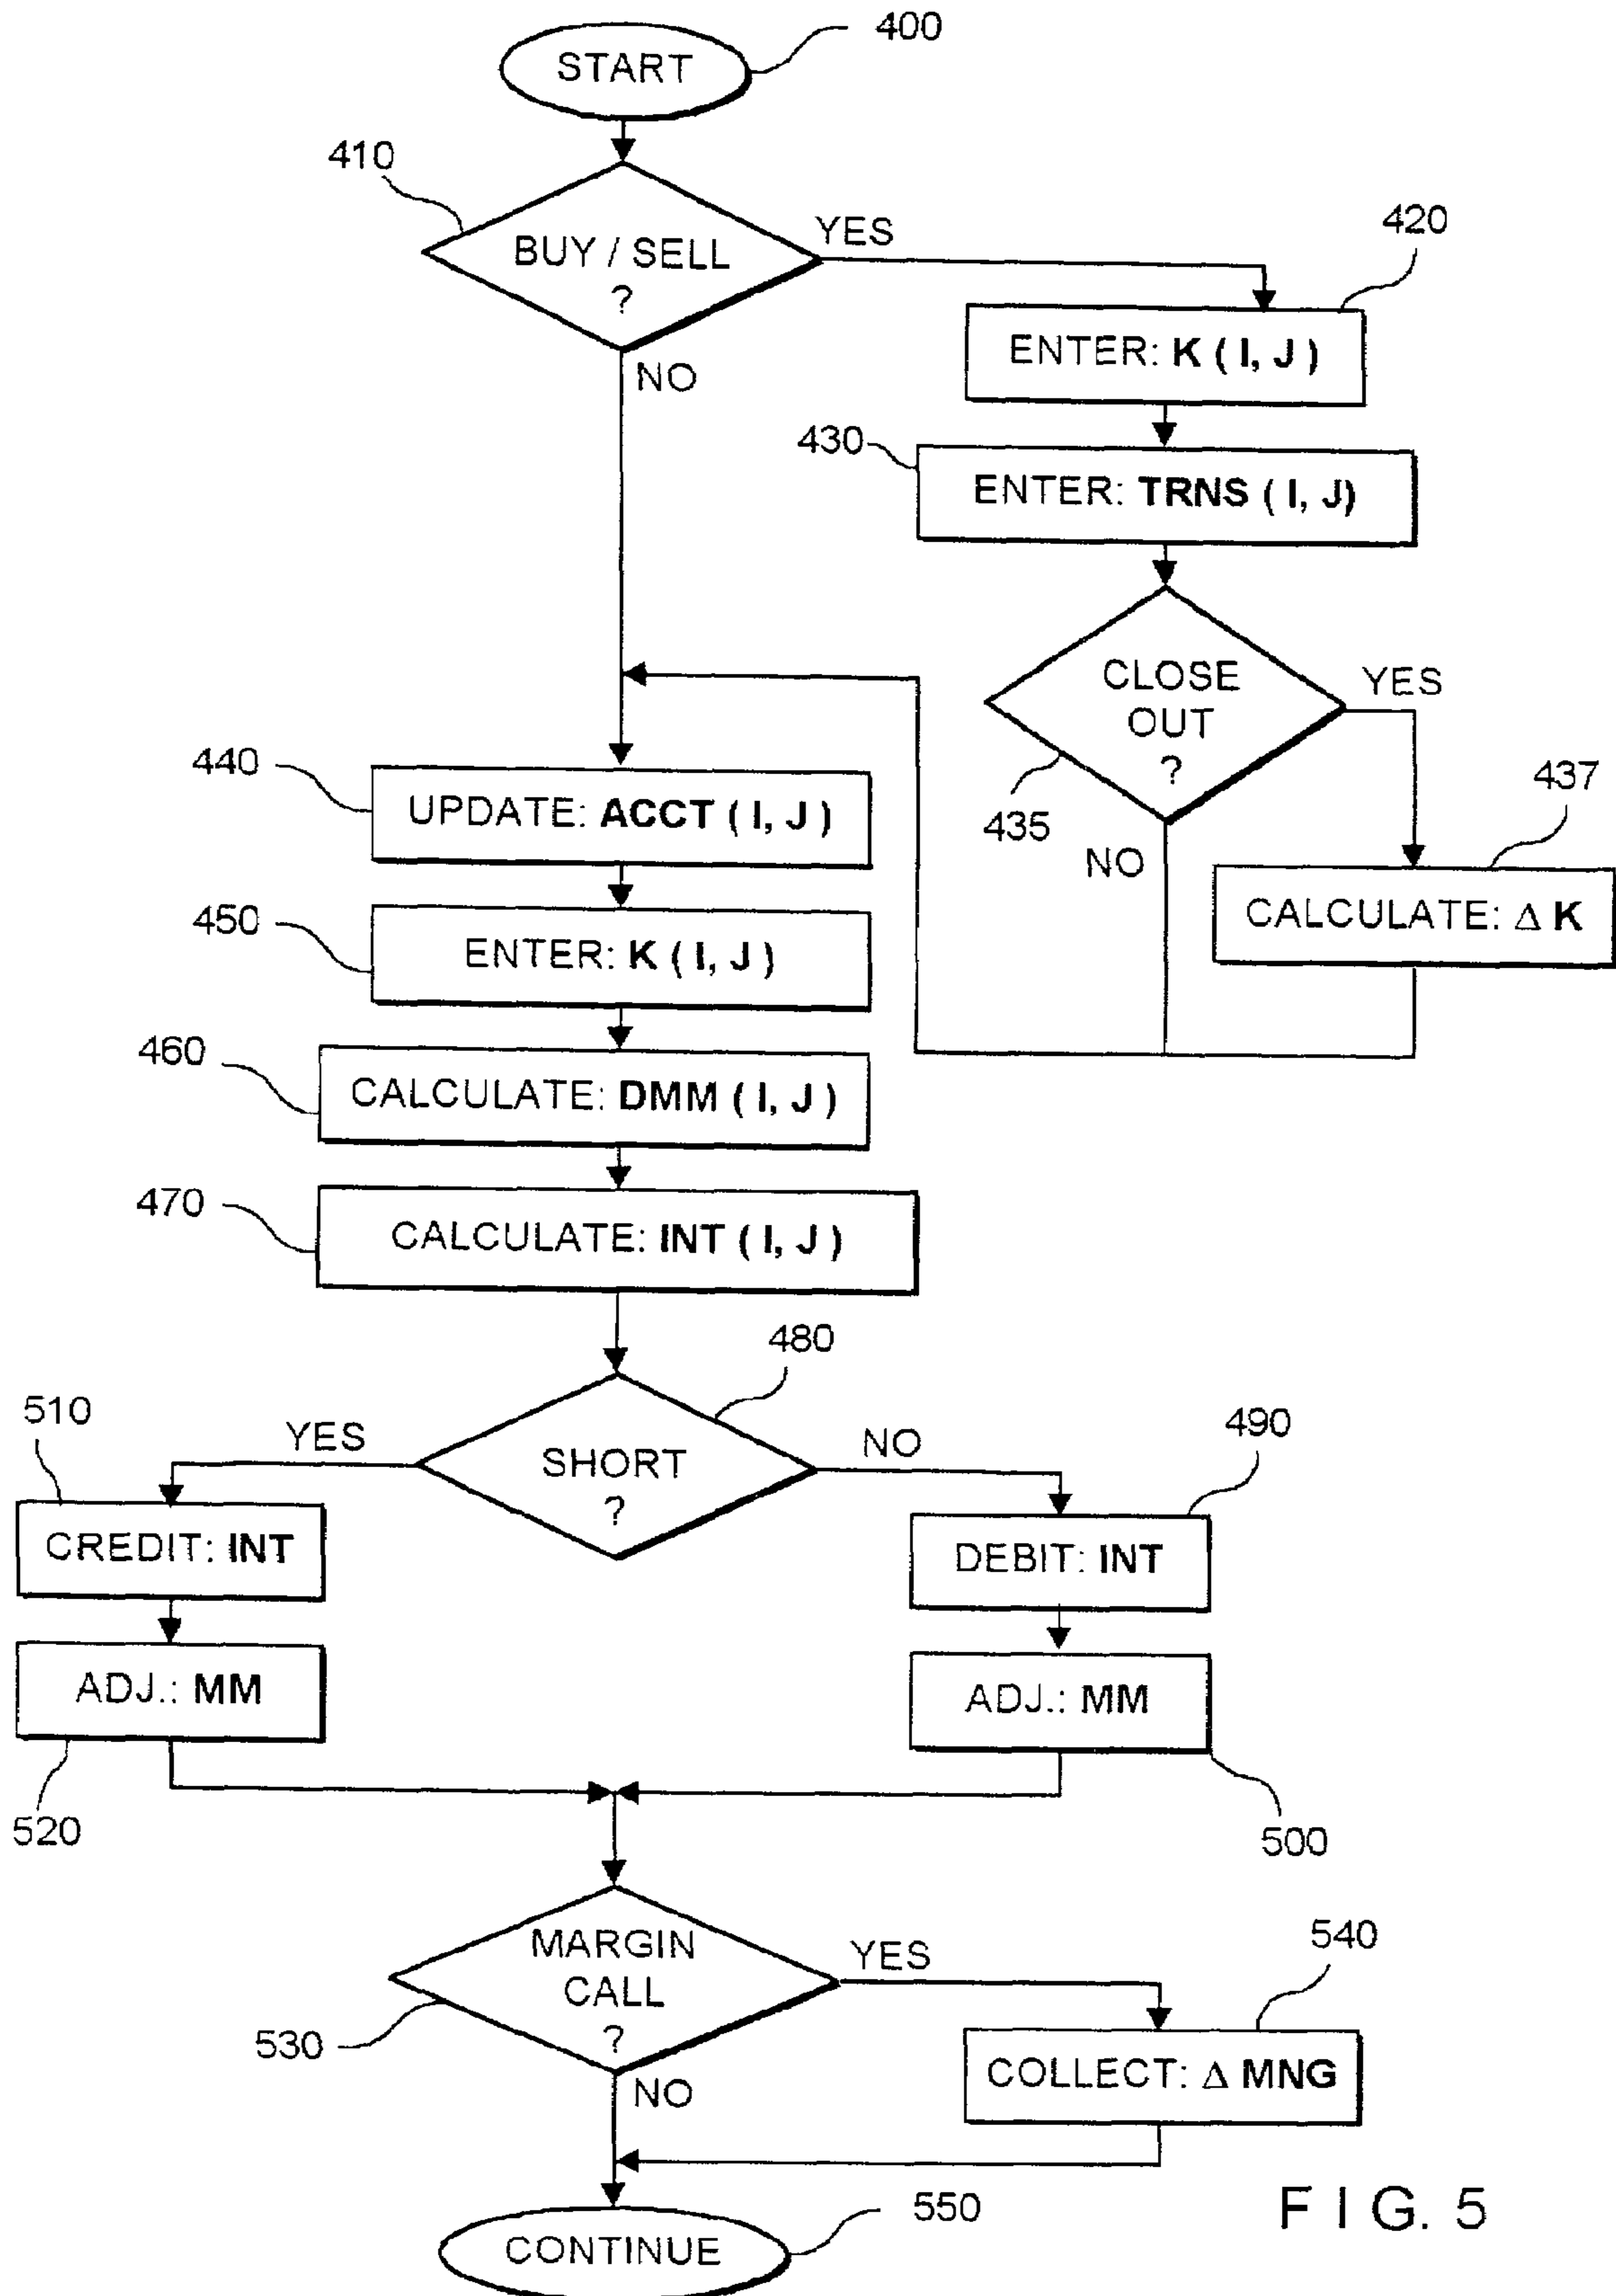 400
START
410
BUY / SELL
?
YES
NO
420
ENTER: K ( I, J )
430
ENTER: TRNS ( I, J)
CLOSE
OUT
?
YES
435
NO
437
CALCULATE: Δ K
440
UPDATE: ACCT ( I, J )
450
ENTER: K ( I, J )
460
CALCULATE: DMM ( I, J )
470
CALCULATE: INT ( I, J )
480
SHORT
?
YES
NO
510
CREDIT: INT
490
DEBIT: INT
ADJ.: MM
520
ADJ.: MM
500
MARGIN
CALL
?
530
YES
NO
540
COLLECT: Δ MNG
550
CONTINUE
F I G. 5